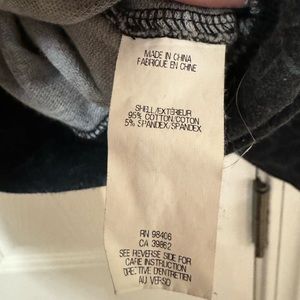 MADE IN CHINA
FABRIQUE EN CHINE
SHELL/EXTÉRIEUR
95% COTTON/COTON
5% SPANDEX/SPANDEX
RN 98406
CA 39662
SEE REVERSE SIDE FOR
CARE INSTRUCTION
DIRECTIVE D'ENTRETIEN
AU VERSO